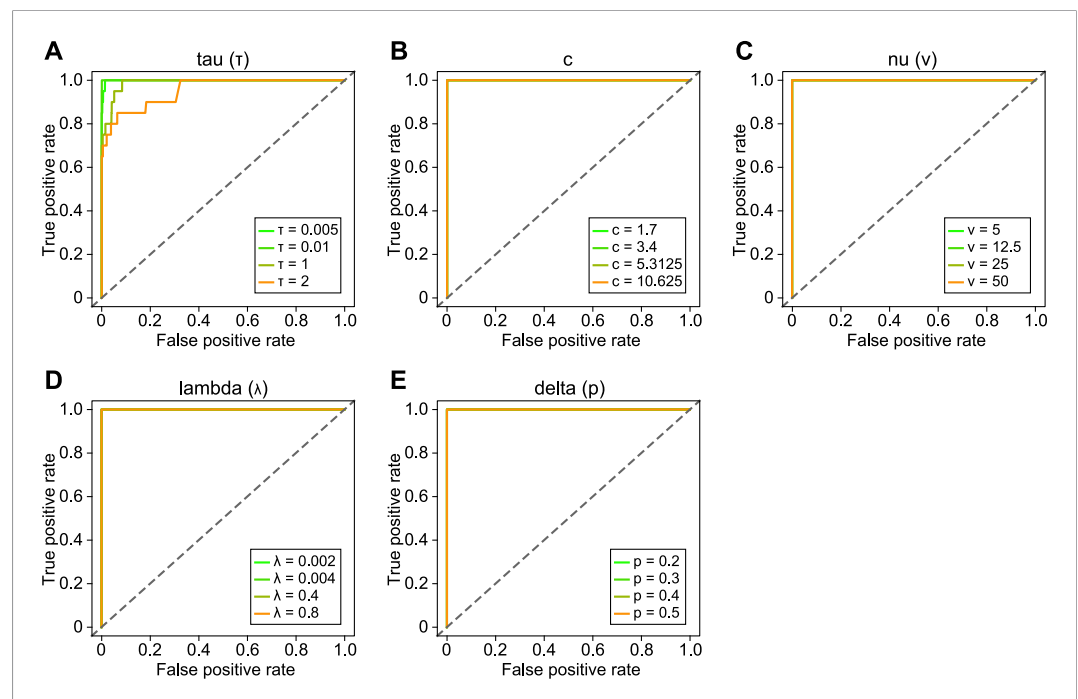 A
tau (τ)
True positive rate
1.0
0.8
0.6
0.4
0.2
0
τ = 0.005
τ = 0.01
τ = 1
τ = 2
0 0.2 0.4 0.6 0.8 1.0
False positive rate
B
c
True positive rate
1.0
0.8
0.6
0.4
0.2
0
c = 1.7
c = 3.4
c = 5.3125
c = 10.625
0 0.2 0.4 0.6 0.8 1.0
False positive rate
C
nu (ν)
True positive rate
1.0
0.8
0.6
0.4
0.2
0
ν = 5
ν = 12.5
ν = 25
ν = 50
0 0.2 0.4 0.6 0.8 1.0
False positive rate
D
lambda (λ)
True positive rate
1.0
0.8
0.6
0.4
0.2
0
λ = 0.002
λ = 0.004
λ = 0.4
λ = 0.8
0 0.2 0.4 0.6 0.8 1.0
False positive rate
E
delta (p)
True positive rate
1.0
0.8
0.6
0.4
0.2
0
p = 0.2
p = 0.3
p = 0.4
p = 0.5
0 0.2 0.4 0.6 0.8 1.0
False positive rate